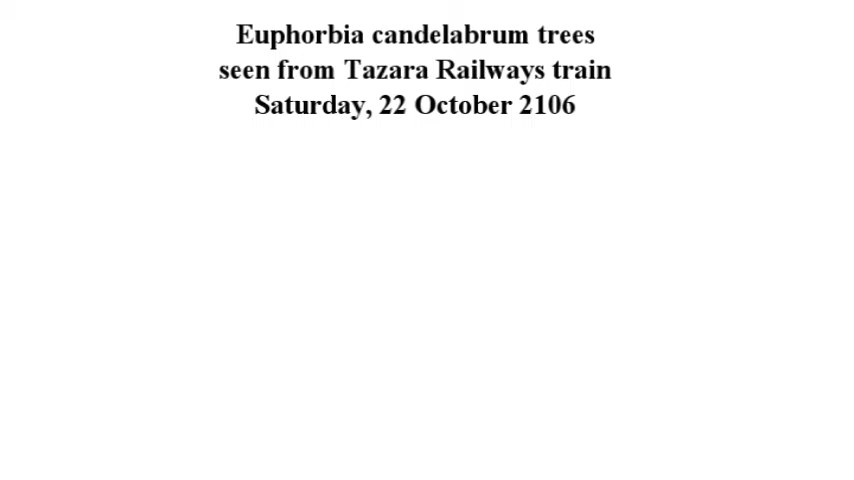 Euphorbia candelabrum trees
seen from Tazara Railways train
Saturday, 22 October 2106